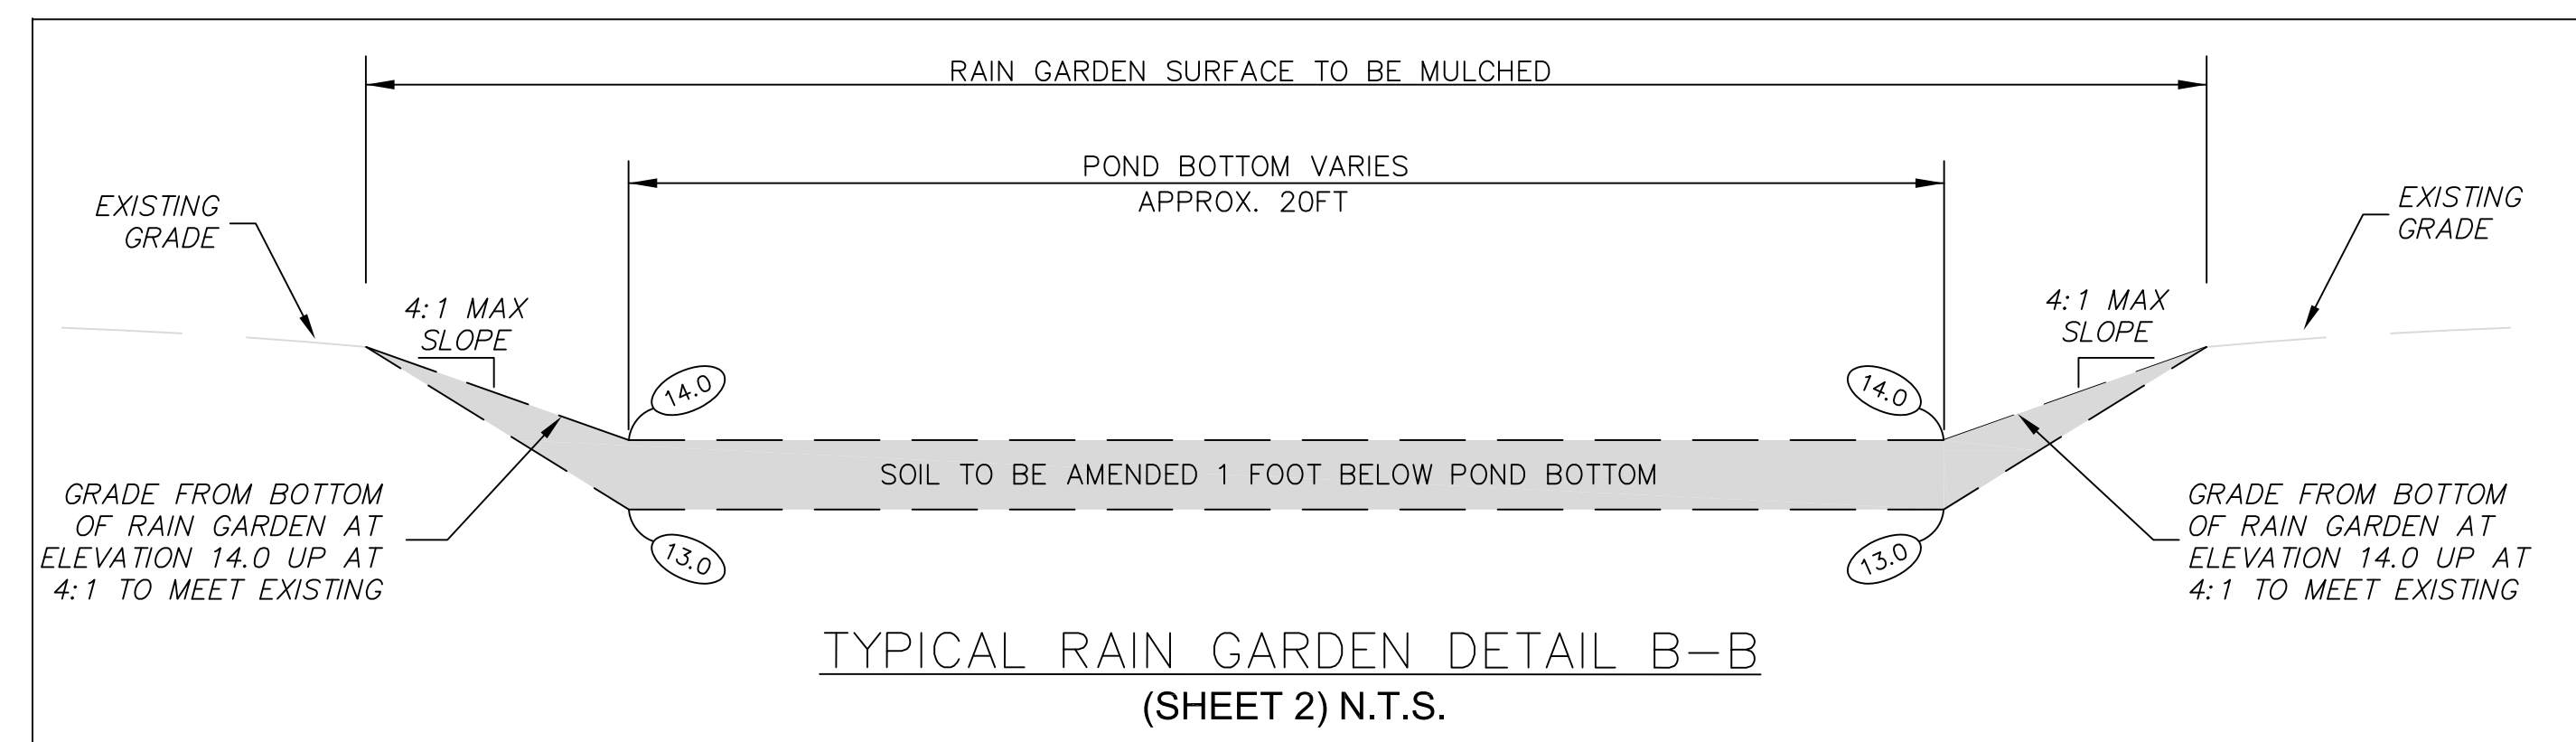 RAIN GARDEN SURFACE TO BE MULCHED
POND BOTTOM VARIES
APPROX. 20FT
EXISTING
GRADE
EXISTING
GRADE
4:1 MAX
SLOPE
4:1 MAX
SLOPE
14.0
14.0
SOIL TO BE AMENDED 1 FOOT BELOW POND BOTTOM
GRADE FROM BOTTOM
OF RAIN GARDEN AT
ELEVATION 14.0 UP AT
4:1 TO MEET EXISTING
13.0
13.0
GRADE FROM BOTTOM
OF RAIN GARDEN AT
ELEVATION 14.0 UP AT
4:1 TO MEET EXISTING
TYPICAL RAIN GARDEN DETAIL B-B
(SHEET 2) N.T.S.